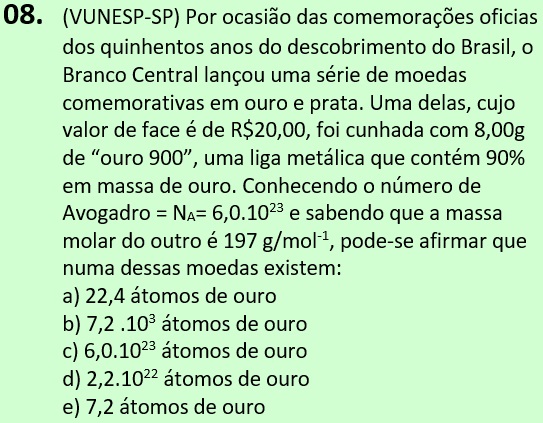 08. (VUNESP-SP) Por ocasião das comemorações oficias
dos quinhentos anos do descobrimento do Brasil, o
Branco Central lançou uma série de moedas
comemorativas em ouro e prata. Uma delas, cujo
valor de face é de R$20,00, foi cunhada com 8,00g
de “ouro 900”, uma liga metálica que contém 90%
em massa de ouro. Conhecendo o número de
Avogadro = Nᴀ= 6,0.10²³ e sabendo que a massa
molar do outro é 197 g/mol⁻¹, pode-se afirmar que
numa dessas moedas existem:
a) 22,4 átomos de ouro
b) 7,2 .10³ átomos de ouro
c) 6,0.10²³ átomos de ouro
d) 2,2.10²² átomos de ouro
e) 7,2 átomos de ouro